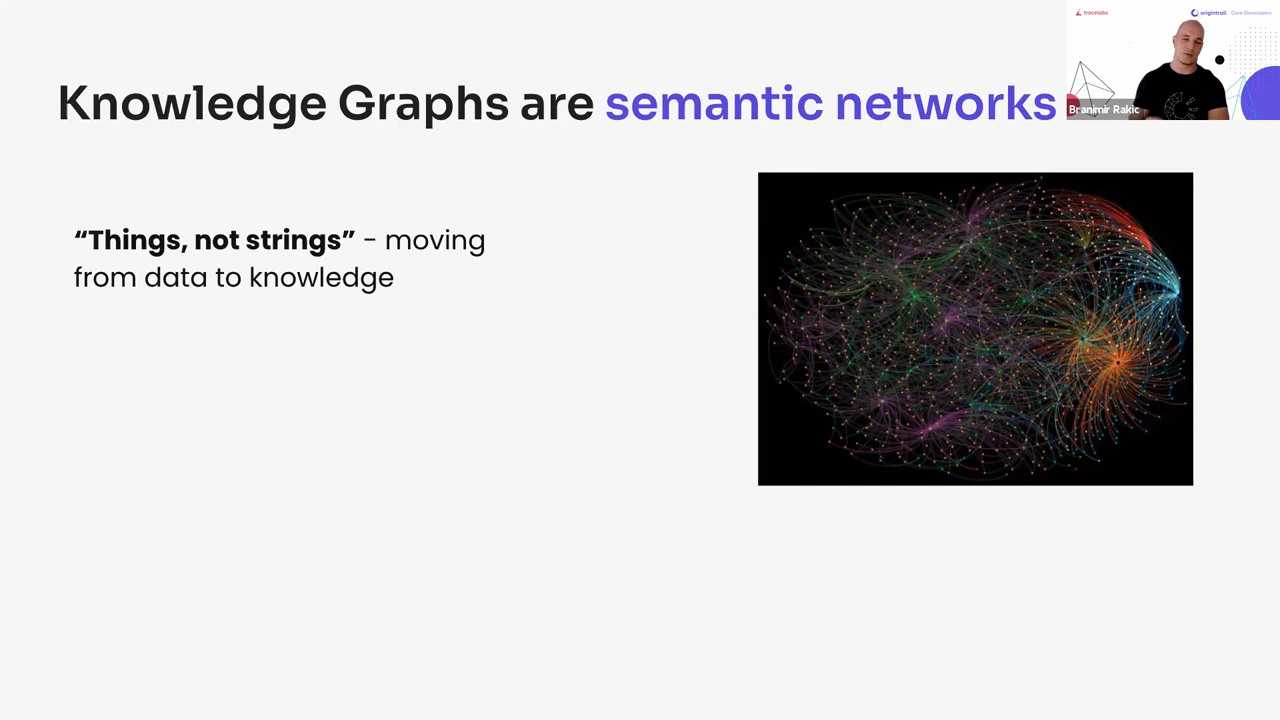 tracelabs
origintrail Core Developers
Knowledge Graphs are semantic networks
Branimir Rakic
“Things, not strings” - moving
from data to knowledge